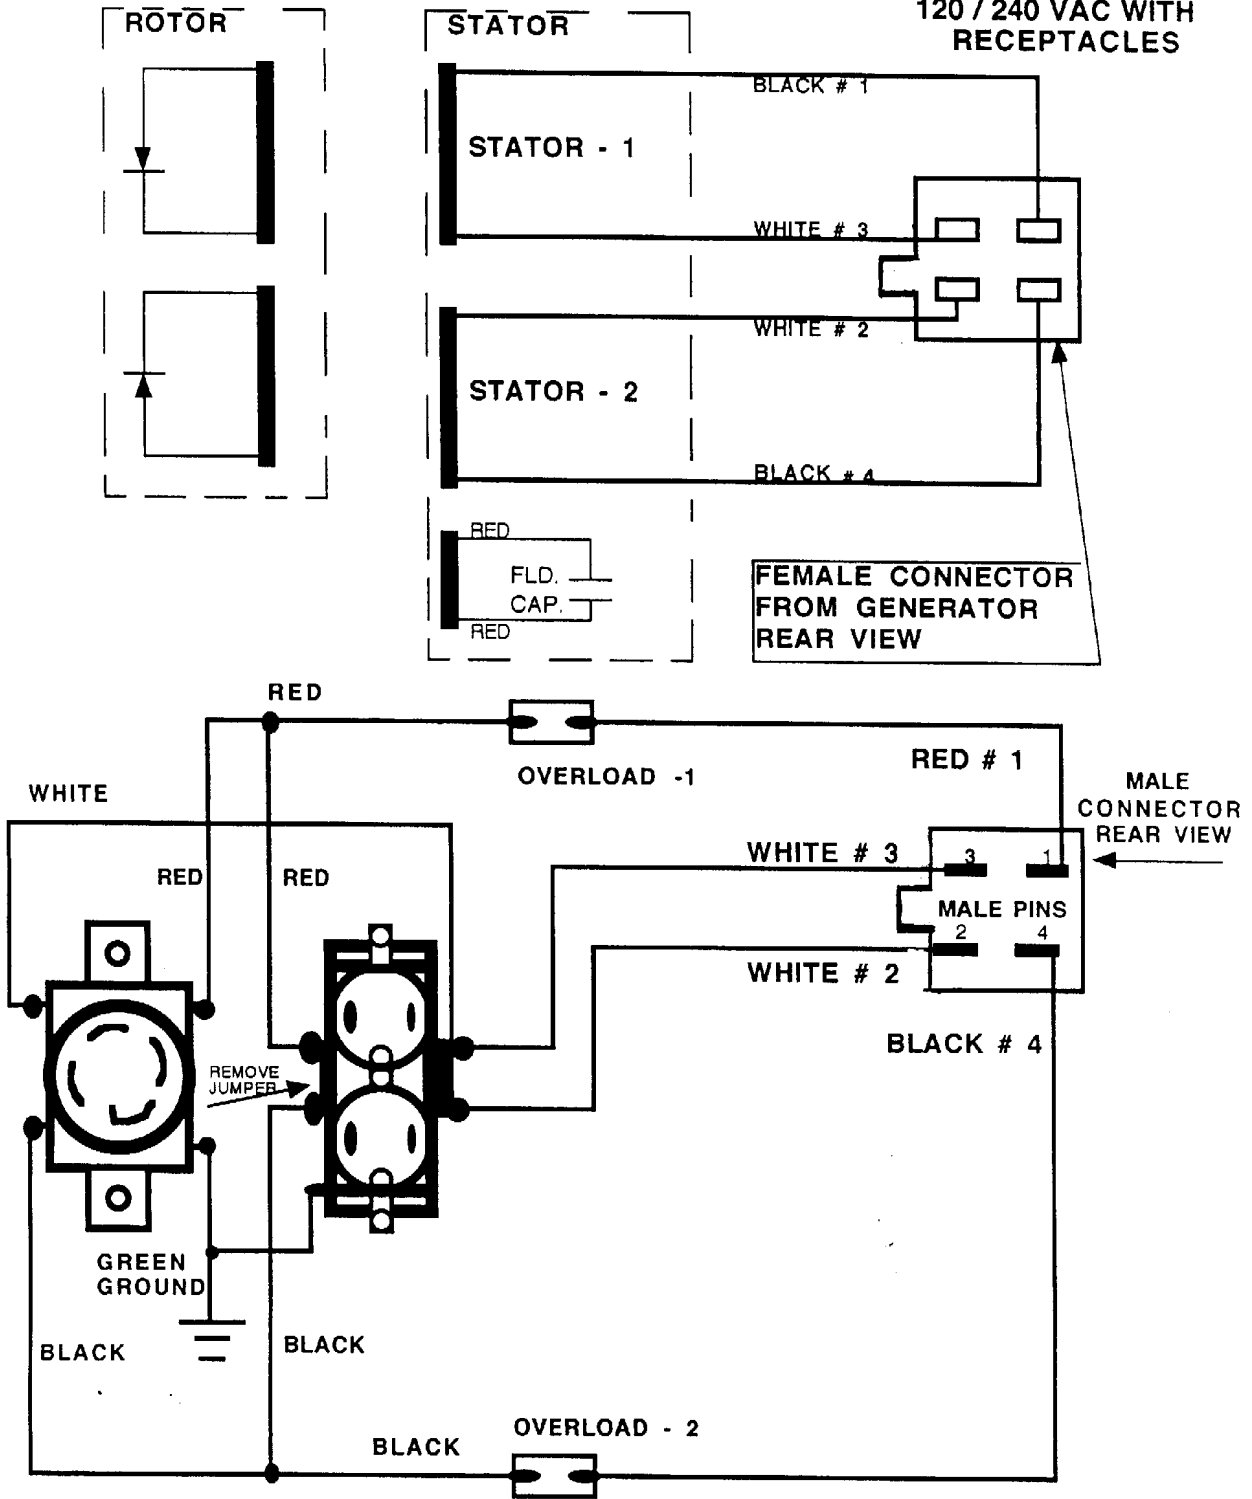 120 / 240 VAC WITH
RECEPTACLES
ROTOR
STATOR
BLACK # 1
STATOR - 1
WHITE # 3
WHITE # 2
STATOR - 2
BLACK # 4
RED
FLD.
CAP.
RED
FEMALE CONNECTOR
FROM GENERATOR
REAR VIEW
RED
OVERLOAD -1
RED # 1
MALE
CONNECTOR
REAR VIEW
WHITE
WHITE # 3
3
1
RED
RED
MALE PINS
2
4
WHITE # 2
BLACK # 4
REMOVE
JUMPER
GREEN
GROUND
BLACK
BLACK
OVERLOAD - 2
BLACK